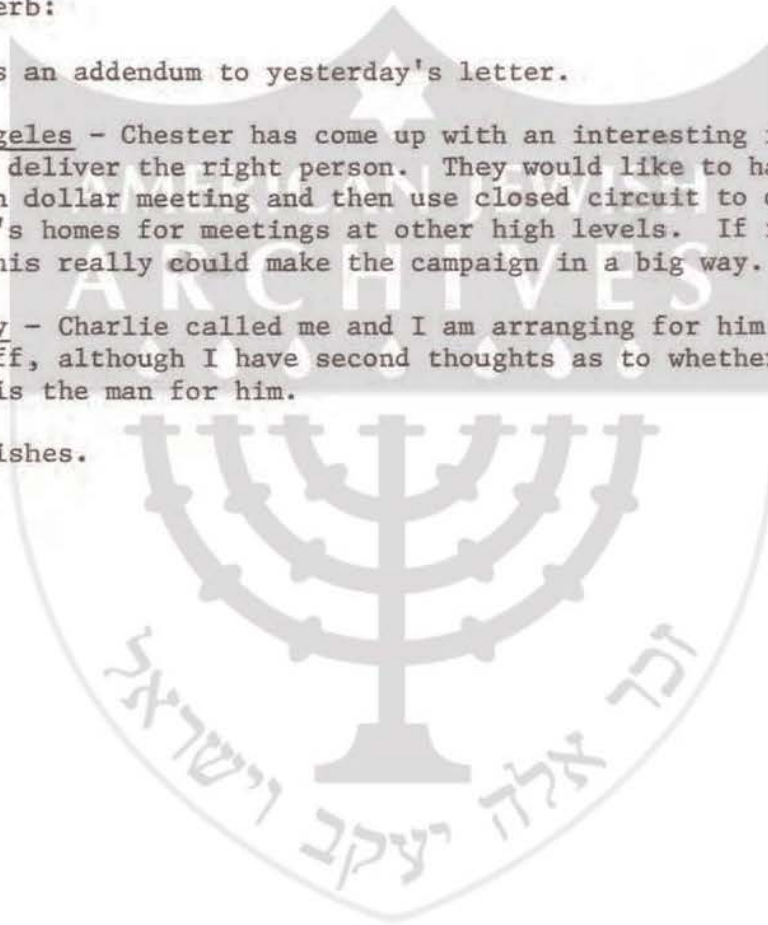 erb:
s an addendum to yesterday's letter.
geles - Chester has come up with an interesting
deliver the right person. They would like to ha
n dollar meeting and then use closed circuit to
's homes for meetings at other high levels. If
his really could make the campaign in a big way.
y - Charlie called me and I am arranging for him
ff, although I have second thoughts as to whether
is the man for him.
ishes.
AMERICAN JEWISH
ARCHIVES
זכר אלה יעקב וישראל